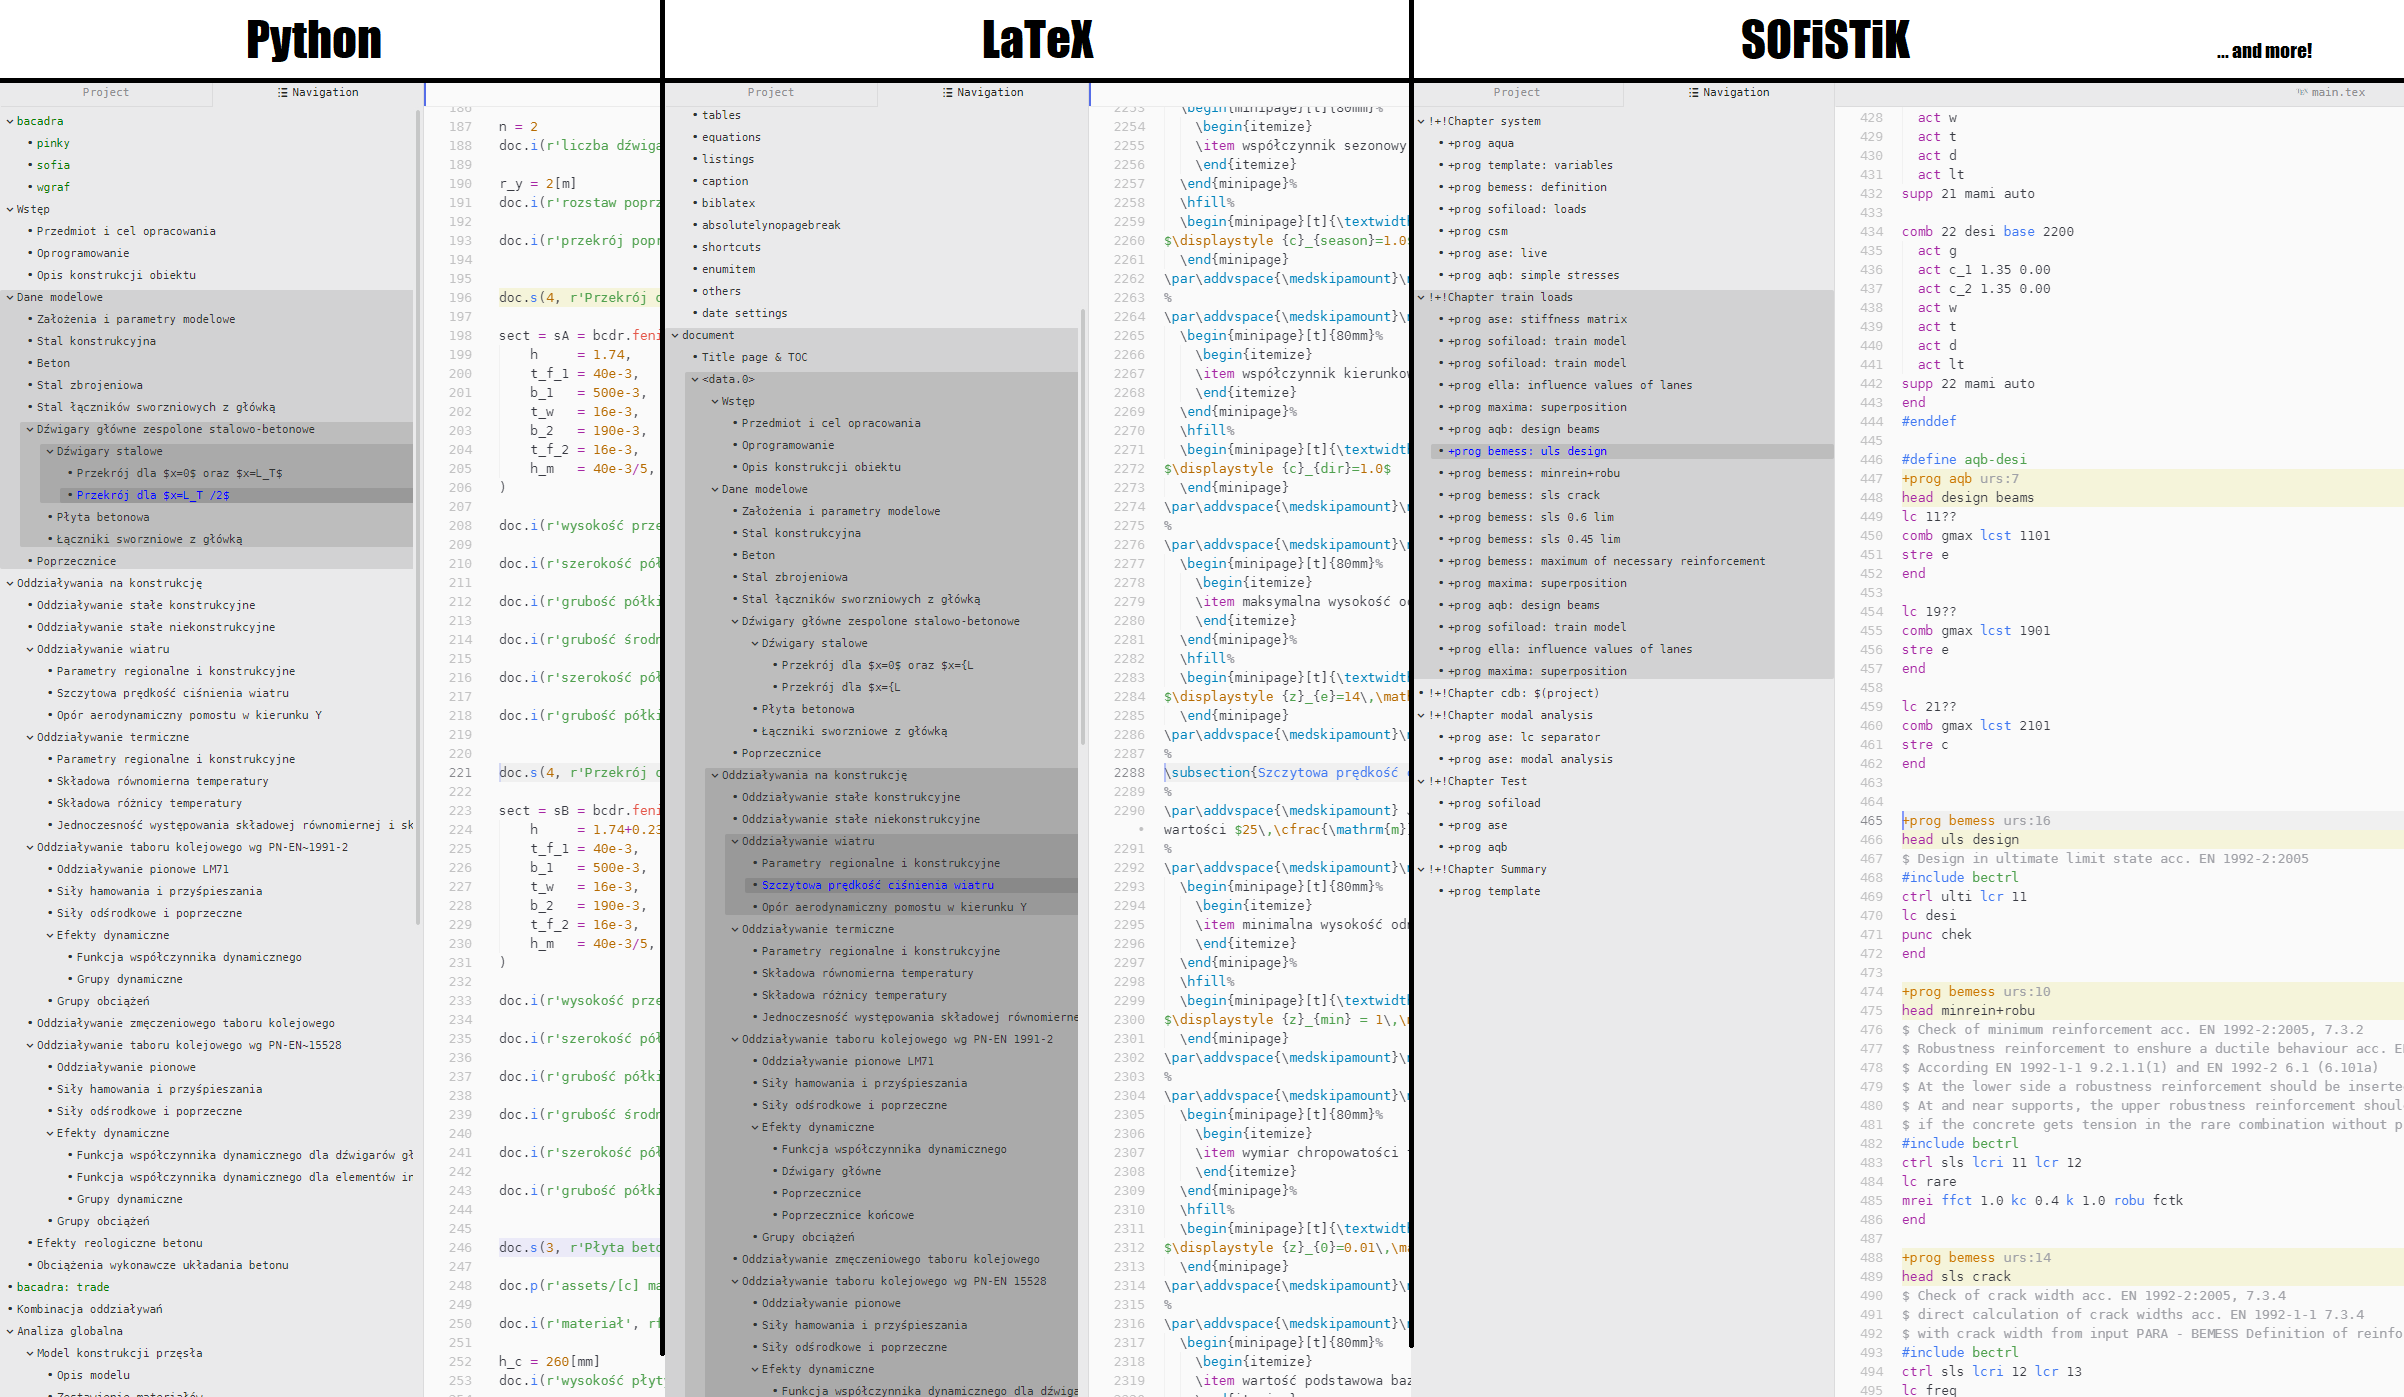 Python
Project
Navigation
bacadra
pinky
sofia
wgraf
Wstęp
Przedmiot i cel opracowania
Oprogramowanie
Opis konstrukcji obiektu
Dane modelowe
Założenia i parametry modelowe
Stal konstrukcyjna
Beton
Stal zbrojeniowa
Stal łączników sworzniowych z główką
Dźwigary główne zespolone stalowo-betonowe
Dźwigary stalowe
Przekrój dla $x=0$ oraz $x=L_T$
Przekrój dla $x=L_T /2$
Płyta betonowa
Łączniki sworzniowe z główką
Poprzecznice
Oddziaływania na konstrukcję
Oddziaływanie stałe konstrukcyjne
Oddziaływanie stałe niekonstrukcyjne
Oddziaływanie wiatru
Parametry regionalne i konstrukcyjne
Szczytowa prędkość ciśnienia wiatru
Opór aerodynamiczny pomostu w kierunku Y
Oddziaływanie termiczne
Parametry regionalne i konstrukcyjne
Składowa równomierna temperatury
Składowa różnicy temperatury
Jednoczesność występowania składowej równomiernej i sk
Oddziaływanie taboru kolejowego wg PN-EN~1991-2
Oddziaływanie pionowe LM71
Siły hamowania i przyśpieszania
Siły odśrodkowe i poprzeczne
Efekty dynamiczne
Funkcja współczynnika dynamicznego
Grupy dynamiczne
Grupy obciążeń
Oddziaływanie zmęczeniowego taboru kolejowego
Oddziaływanie taboru kolejowego wg PN-EN~15528
Oddziaływanie pionowe
Siły hamowania i przyśpieszania
Siły odśrodkowe i poprzeczne
Efekty dynamiczne
Funkcja współczynnika dynamicznego dla dźwigarów gł
Funkcja współczynnika dynamicznego dla elementów in
Grupy dynamiczne
Grupy obciążeń
Efekty reologiczne betonu
Obciążenia wykonawcze układania betonu
bacadra: trade
Kombinacja oddziaływań
Analiza globalna
Model konstrukcji przęsła
Opis modelu
Zestawienie materiałów
186
187 n = 2
188 doc.i(r'liczba dźwiga
189
190 r_y = 2[m]
191 doc.i(r'rozstaw poprz
192
193 doc.i(r'przekrój popr
194
195
196 doc.s(4, r'Przekrój d
197
198 sect = sA = bcdr.feni
199 h = 1.74,
200 t_f_1 = 40e-3,
201 b_1 = 500e-3,
202 t_w = 16e-3,
203 b_2 = 190e-3,
204 t_f_2 = 16e-3,
205 h_m = 40e-3/5,
206 )
207
208 doc.i(r'wysokość prze
209
210 doc.i(r'szerokość pół
211
212 doc.i(r'grubość półki
213
214 doc.i(r'grubość środn
215
216 doc.i(r'szerokość pół
217
218 doc.i(r'grubość półki
219
220
221 doc.s(4, r'Przekrój d
222
223 sect = sB = bcdr.feni
224 h = 1.74+0.23
225 t_f_1 = 40e-3,
226 b_1 = 500e-3,
227 t_w = 16e-3,
228 b_2 = 190e-3,
229 t_f_2 = 16e-3,
230 h_m = 40e-3/5,
231 )
232
233 doc.i(r'wysokość prze
234
235 doc.i(r'szerokość pół
236
237 doc.i(r'grubość półki
238
239 doc.i(r'grubość środn
240
241 doc.i(r'szerokość pół
242
243 doc.i(r'grubość półki
244
245
246 doc.s(3, r'Płyta beto
247
248 doc.p(r'assets/[c] ma
249
250 doc.i(r'materiał', rf
251
252 h_c = 260[mm]
253 doc.i(r'wysokość płyt
LaTeX
Project
Navigation
tables
equations
listings
caption
biblatex
absolutelynopagebreak
shortcuts
enumitem
others
date settings
document
Title page & TOC
<data.0>
Wstęp
Przedmiot i cel opracowania
Oprogramowanie
Opis konstrukcji obiektu
Dane modelowe
Założenia i parametry modelowe
Stal konstrukcyjna
Beton
Stal zbrojeniowa
Stal łączników sworzniowych z główką
Dźwigary główne zespolone stalowo-betonowe
Dźwigary stalowe
Przekrój dla $x=0$ oraz $x={L
Przekrój dla $x={L
Płyta betonowa
Łączniki sworzniowe z główką
Poprzecznice
Oddziaływania na konstrukcję
Oddziaływanie stałe konstrukcyjne
Oddziaływanie stałe niekonstrukcyjne
Oddziaływanie wiatru
Parametry regionalne i konstrukcyjne
Szczytowa prędkość ciśnienia wiatru
Opór aerodynamiczny pomostu w kierunku Y
Oddziaływanie termiczne
Parametry regionalne i konstrukcyjne
Składowa równomierna temperatury
Składowa różnicy temperatury
Jednoczesność występowania składowej równomierne
Oddziaływanie taboru kolejowego wg PN-EN 1991-2
Oddziaływanie pionowe LM71
Siły hamowania i przyśpieszania
Siły odśrodkowe i poprzeczne
Efekty dynamiczne
Funkcja współczynnika dynamicznego
Dźwigary główne
Poprzecznice
Poprzecznice końcowe
Grupy obciążeń
Oddziaływanie zmęczeniowego taboru kolejowego
Oddziaływanie taboru kolejowego wg PN-EN 15528
Oddziaływanie pionowe
Siły hamowania i przyśpieszania
Siły odśrodkowe i poprzeczne
Efekty dynamiczne
Funkcja współczynnika dynamicznego dla dźwiga
2253 \begin{minipage}[t]{80mm}%
2254 \begin{itemize}
2255 \item współczynnik sezonowy
2256 \end{itemize}
2257 \end{minipage}%
2258 \hfill%
2259 \begin{minipage}[t]{\textwidth
2260 $\displaystyle {c}_{season}=1.0$
2261 \end{minipage}
2262 \par\addvspace{\medskipamount}\
2263 %
2264 \par\addvspace{\medskipamount}\
2265 \begin{minipage}[t]{80mm}%
2266 \begin{itemize}
2267 \item współczynnik kierunkow
2268 \end{itemize}
2269 \end{minipage}%
2270 \hfill%
2271 \begin{minipage}[t]{\textwidth
2272 $\displaystyle {c}_{dir}=1.0$
2273 \end{minipage}
2274 \par\addvspace{\medskipamount}\
2275 %
2276 \par\addvspace{\medskipamount}\
2277 \begin{minipage}[t]{80mm}%
2278 \begin{itemize}
2279 \item maksymalna wysokość od
2280 \end{itemize}
2281 \end{minipage}%
2282 \hfill%
2283 \begin{minipage}[t]{\textwidth
2284 $\displaystyle {z}_{e}=14\,\mat
2285 \end{minipage}
2286 \par\addvspace{\medskipamount}\
2287 %
2288 \subsection{Szczytowa prędkość
2289 %
2290 \par\addvspace{\medskipamount}
• wartości $25\,\cfrac{\mathrm{m}
2291 %
2292 \par\addvspace{\medskipamount}\
2293 \begin{minipage}[t]{80mm}%
2294 \begin{itemize}
2295 \item minimalna wysokość odn
2296 \end{itemize}
2297 \end{minipage}%
2298 \hfill%
2299 \begin{minipage}[t]{\textwidth
2300 $\displaystyle {z}_{min} = 1\,\
2301 \end{minipage}
2302 \par\addvspace{\medskipamount}\
2303 %
2304 \par\addvspace{\medskipamount}\
2305 \begin{minipage}[t]{80mm}%
2306 \begin{itemize}
2307 \item wymiar chropowatości
2308 \end{itemize}
2309 \end{minipage}%
2310 \hfill%
2311 \begin{minipage}[t]{\textwidth
2312 $\displaystyle {z}_{0}=0.01\,\ma
2313 \end{minipage}
2314 \par\addvspace{\medskipamount}\
2315 %
2316 \par\addvspace{\medskipamount}\
2317 \begin{minipage}[t]{80mm}%
2318 \begin{itemize}
2319 \item wartość podstawowa baz
SOFiSTiK
... and more!
Project
Navigation
main.tex
!+!Chapter system
+prog aqua
+prog template: variables
+prog bemess: definition
+prog sofiload: loads
+prog csm
+prog ase: live
+prog aqb: simple stresses
!+!Chapter train loads
+prog ase: stiffness matrix
+prog sofiload: train model
+prog sofiload: train model
+prog ella: influence values of lanes
+prog maxima: superposition
+prog aqb: design beams
+prog bemess: uls design
+prog bemess: minrein+robu
+prog bemess: sls crack
+prog bemess: sls 0.6 lim
+prog bemess: sls 0.45 lim
+prog bemess: maximum of necessary reinforcement
+prog maxima: superposition
+prog aqb: design beams
+prog sofiload: train model
+prog ella: influence values of lanes
+prog maxima: superposition
!+!Chapter cdb: $(project)
!+!Chapter modal analysis
+prog ase: lc separator
+prog ase: modal analysis
!+!Chapter Test
+prog sofiload
+prog ase
+prog aqb
!+!Chapter Summary
+prog template
428 act w
429 act t
430 act d
431 act lt
432 supp 21 mami auto
433
434 comb 22 desi base 2200
435 act g
436 act c_1 1.35 0.00
437 act c_2 1.35 0.00
438 act w
439 act t
440 act d
441 act lt
442 supp 22 mami auto
443 end
444 #enddef
445
446 #define aqb-desi
447 +prog aqb urs:7
448 head design beams
449 lc 11??
450 comb gmax lcst 1101
451 stre e
452 end
453
454 lc 19??
455 comb gmax lcst 1901
456 stre e
457 end
458
459 lc 21??
460 comb gmax lcst 2101
461 stre c
462 end
463
464
465 +prog bemess urs:16
466 head uls design
467 $ Design in ultimate limit state acc. EN 1992-2:2005
468 #include bectrl
469 ctrl ulti lcr 11
470 lc desi
471 punc chek
472 end
473
474 +prog bemess urs:10
475 head minrein+robu
476 $ Check of minimum reinforcement acc. EN 1992-2:2005, 7.3.2
477 $ Robustness reinforcement to enshure a ductile behaviour acc. E
478 $ According EN 1992-1-1 9.2.1.1(1) and EN 1992-2 6.1 (6.101a)
479 $ At the lower side a robustness reinforcement should be inserte
480 $ At and near supports, the upper robustness reinforcement shoul
481 $ if the concrete gets tension in the rare combination without p
482 #include bectrl
483 ctrl sls lcri 11 lcr 12
484 lc rare
485 mrei ffct 1.0 kc 0.4 k 1.0 robu fctk
486 end
487
488 +prog bemess urs:14
489 head sls crack
490 $ Check of crack width acc. EN 1992-2:2005, 7.3.4
491 $ direct calculation of crack widths acc. EN 1992-1-1 7.3.4
492 $ with crack width from input PARA - BEMESS Definition of reinfo
493 #include bectrl
494 ctrl sls lcri 12 lcr 13
495 lc freq